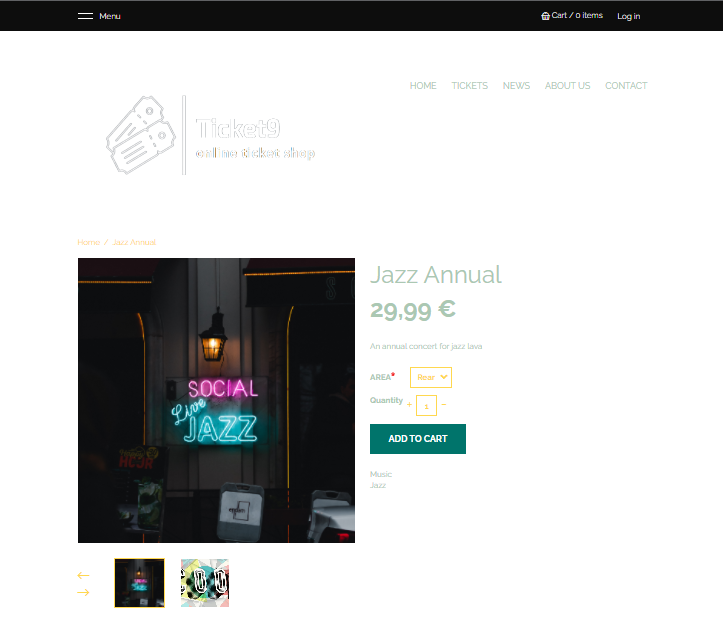 Menu
Cart / 0 items
Log in
HOME
TICKETS
NEWS
ABOUT US
CONTACT
Ticket9
online ticket shop
Home / Jazz Annual
SOCIAL
Live
JAZZ
Jazz Annual
29,99 €
An annual concert for jazz lava
AREA*
Rear
Quantity
+ 1 -
ADD TO CART
Music
Jazz